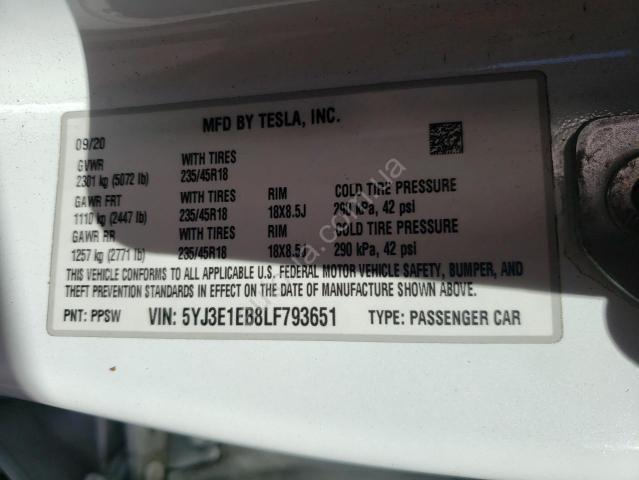 MFD BY TESLA, INC.
09/20
GVWR WITH TIRES
2301 kg (5072 lb) 235/45R18
GAWR FRT WITH TIRES RIM COLD TIRE PRESSURE
1110 kg (2447 lb) 235/45R18 18X8.5J 290 kPa, 42 psi
GAWR RR WITH TIRES RIM COLD TIRE PRESSURE
1257 kg (2771 lb) 235/45R18 18X8.5J 290 kPa, 42 psi
THIS VEHICLE CONFORMS TO ALL APPLICABLE U.S. FEDERAL MOTOR VEHICLE SAFETY, BUMPER, AND
THEFT PREVENTION STANDARDS IN EFFECT ON THE DATE OF MANUFACTURE SHOWN ABOVE.
PNT: PPSW VIN: 5YJ3E1EB8LF793651 TYPE: PASSENGER CAR